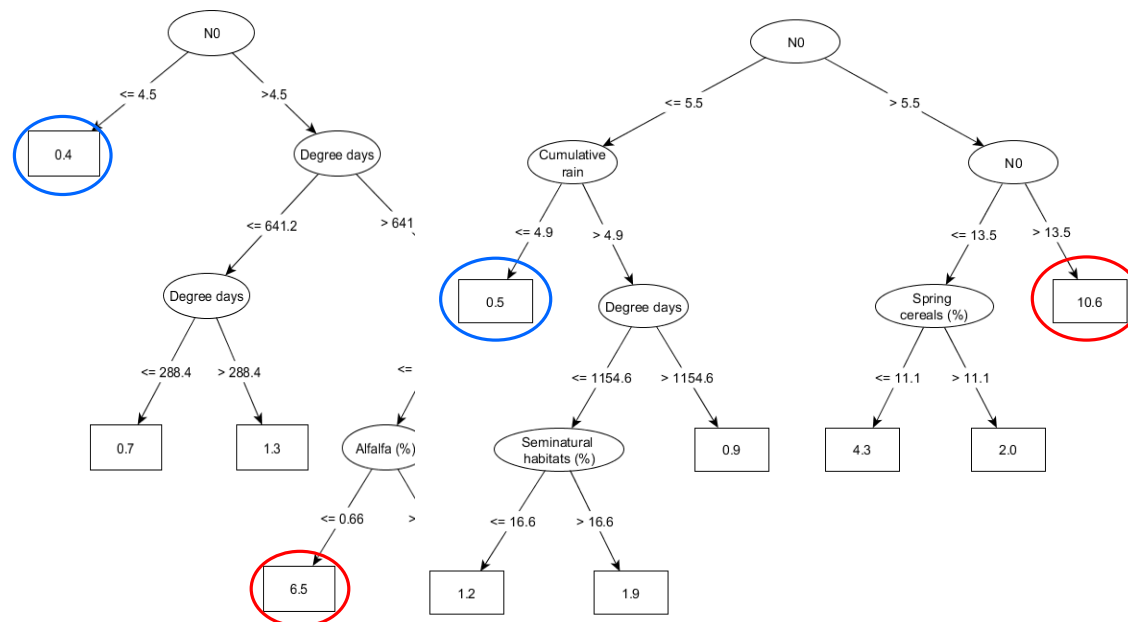 N0
<= 4.5
>4.5
0.4
Degree days
<= 641.2
> 641
Degree days
<= 288.4
> 288.4
<=
0.7
1.3
Alfalfa (%)
<= 0.66
>
6.5
N0
<= 5.5
> 5.5
Cumulative
rain
N0
<= 4.9
> 4.9
<= 13.5
> 13.5
0.5
Degree days
Spring
cereals (%)
10.6
<= 1154.6
> 1154.6
<= 11.1
> 11.1
Seminatural
habitats (%)
0.9
4.3
2.0
<= 16.6
> 16.6
1.2
1.9